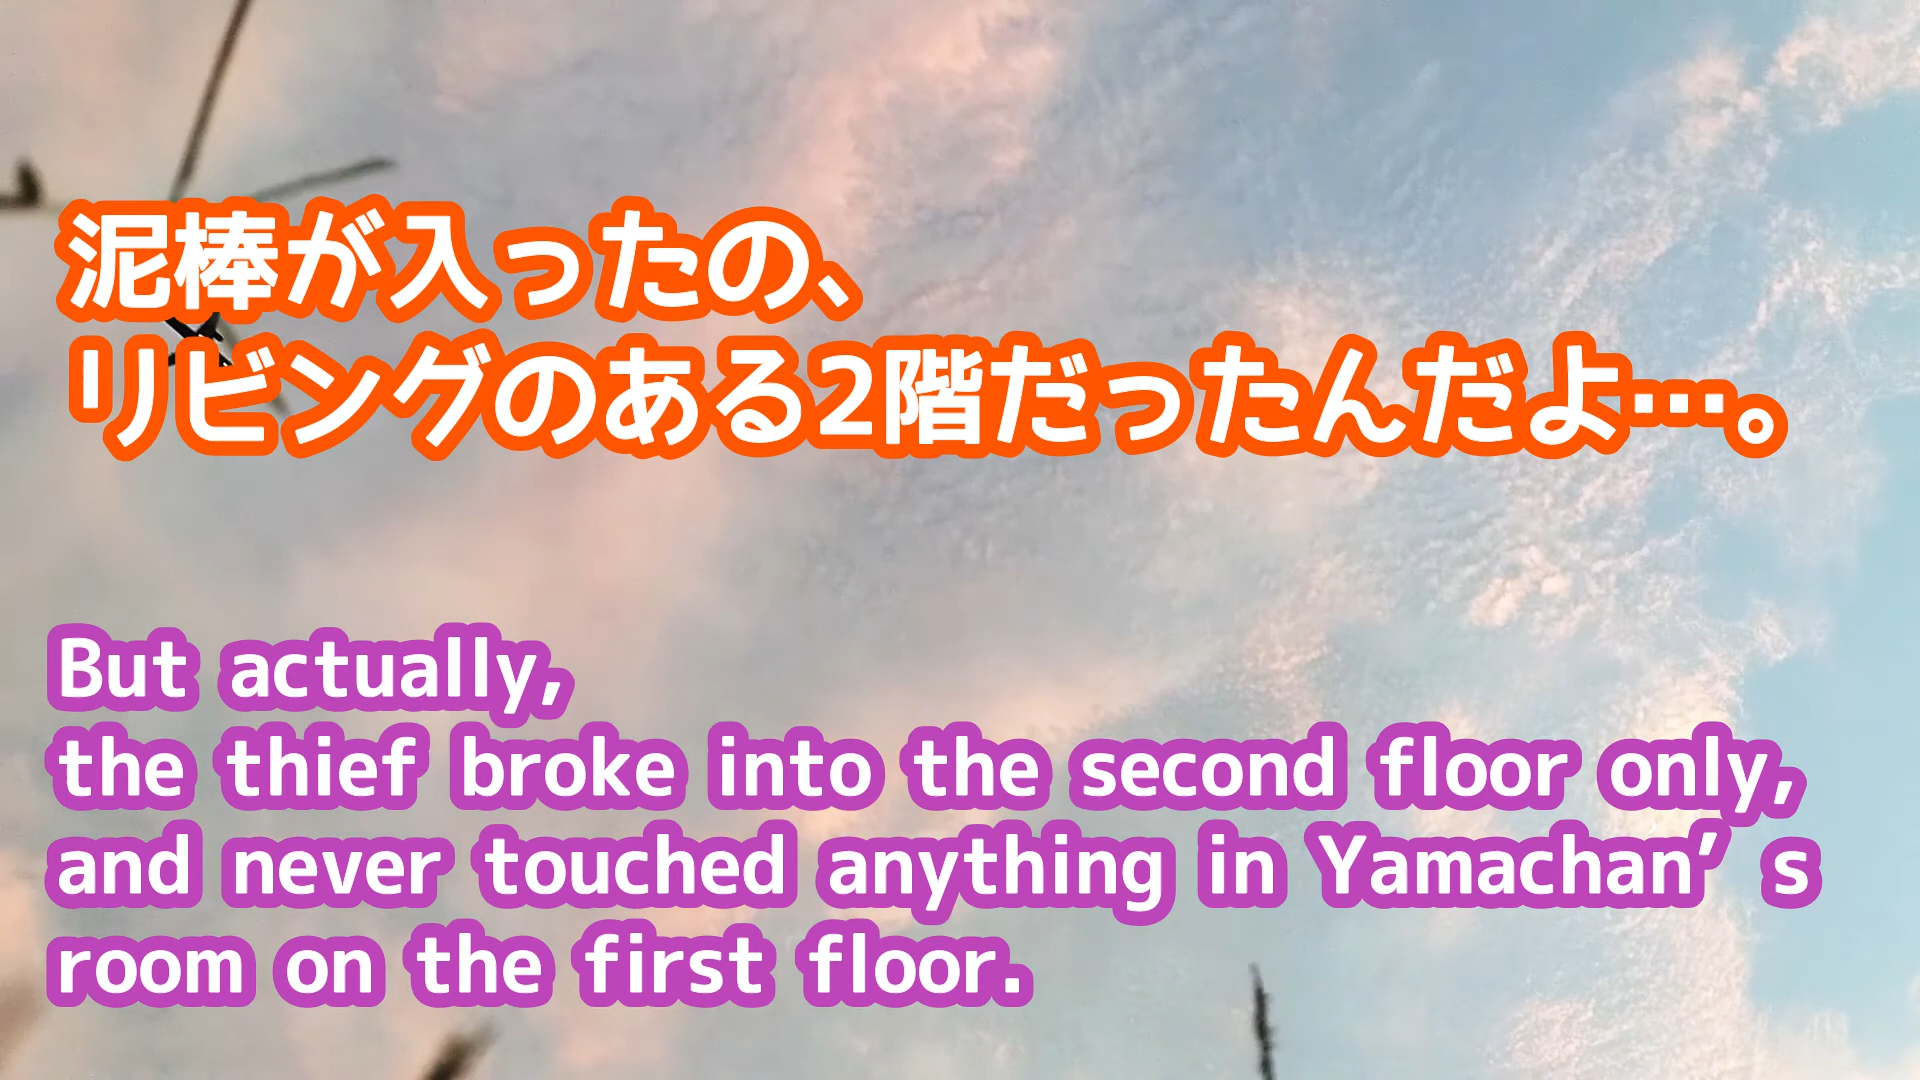 泥棒が入ったの、
リビングのある2階だったんだよ…。
But actually,
the thief broke into the second floor only,
and never touched anything in Yamachan’s
room on the first floor.